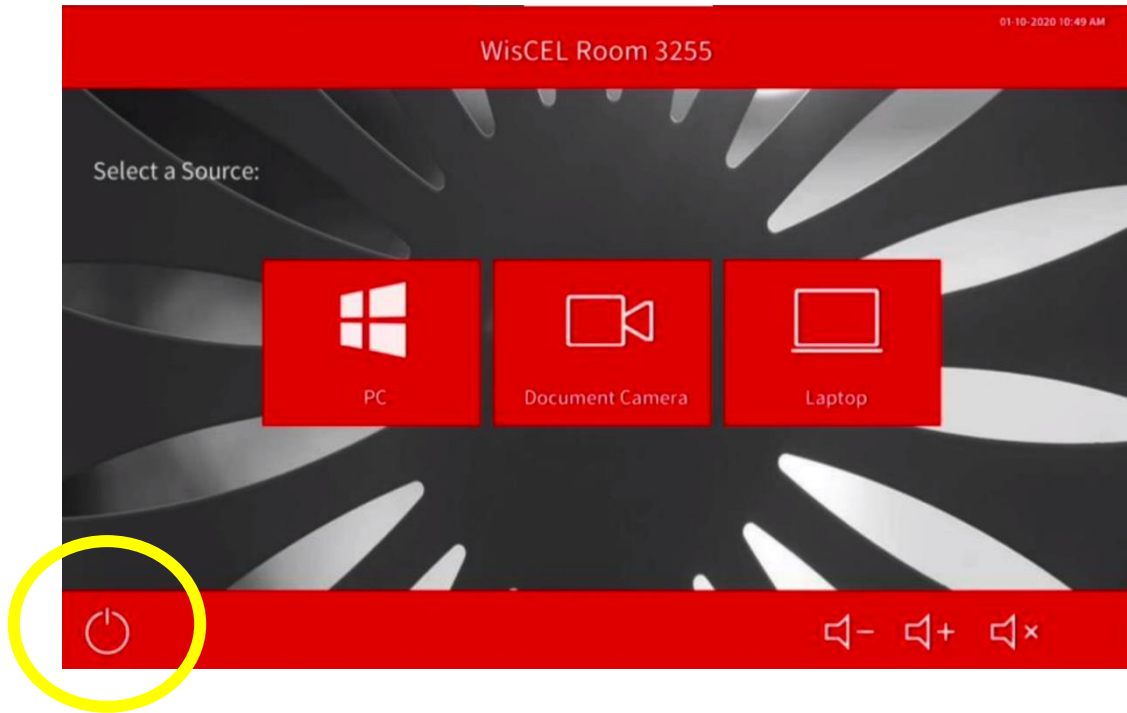 01-10-2020 10:49 AM
WisCEL Room 3255
Select a Source:
PC
Document Camera
Laptop